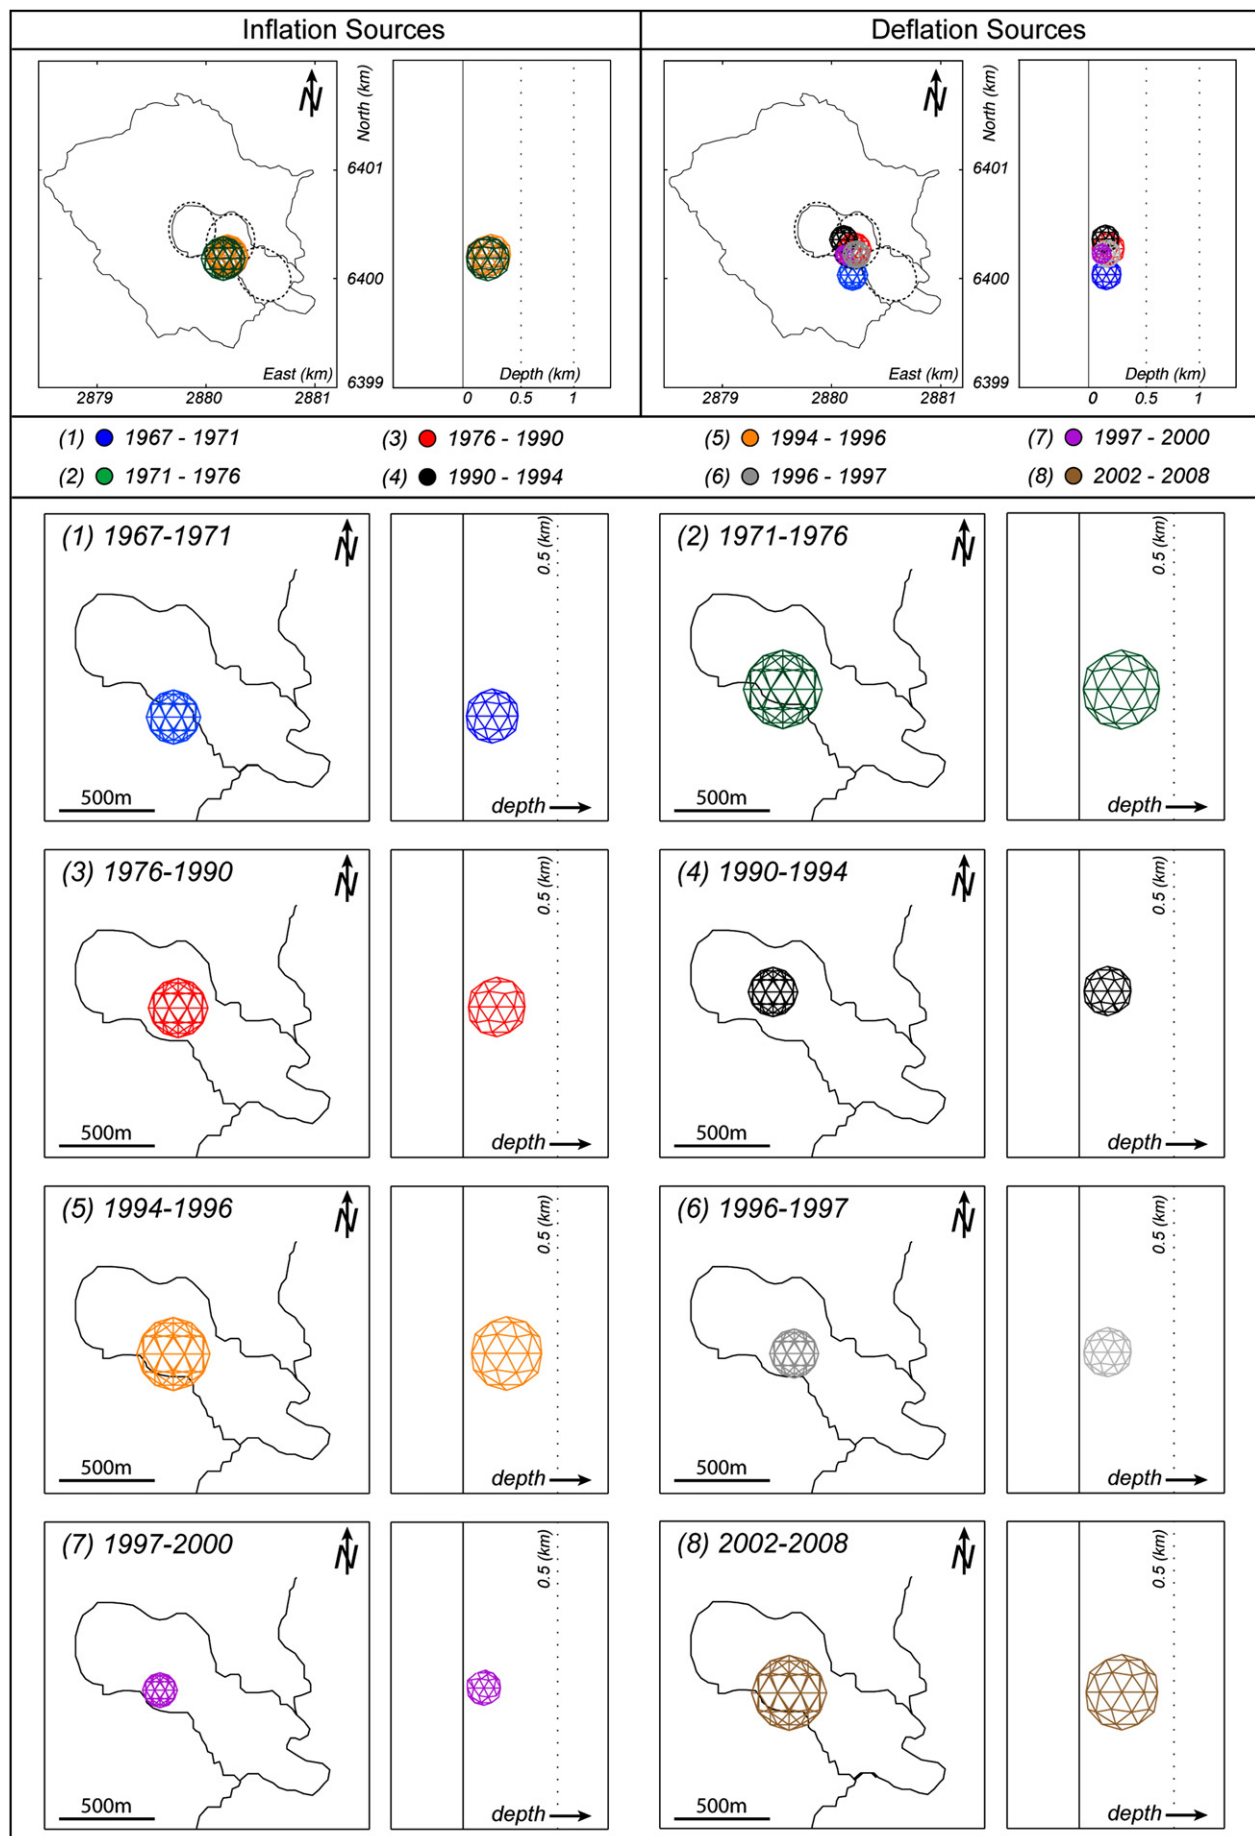 Inflation Sources
Deflation Sources
N
North (km)
6401
6400
6399
East (km)
2879 2880 2881
Depth (km)
0 0.5 1
N
North (km)
6401
6400
6399
East (km)
2879 2880 2881
Depth (km)
0 0.5 1
(1) 1967 - 1971
(3) 1976 - 1990
(5) 1994 - 1996
(7) 1997 - 2000
(2) 1971 - 1976
(4) 1990 - 1994
(6) 1996 - 1997
(8) 2002 - 2008
(1) 1967-1971
N
500m
0.5 (km)
depth
(2) 1971-1976
N
500m
0.5 (km)
depth
(3) 1976-1990
N
500m
0.5 (km)
depth
(4) 1990-1994
N
500m
0.5 (km)
depth
(5) 1994-1996
N
500m
0.5 (km)
depth
(6) 1996-1997
N
500m
0.5 (km)
depth
(7) 1997-2000
N
500m
0.5 (km)
depth
(8) 2002-2008
N
500m
0.5 (km)
depth